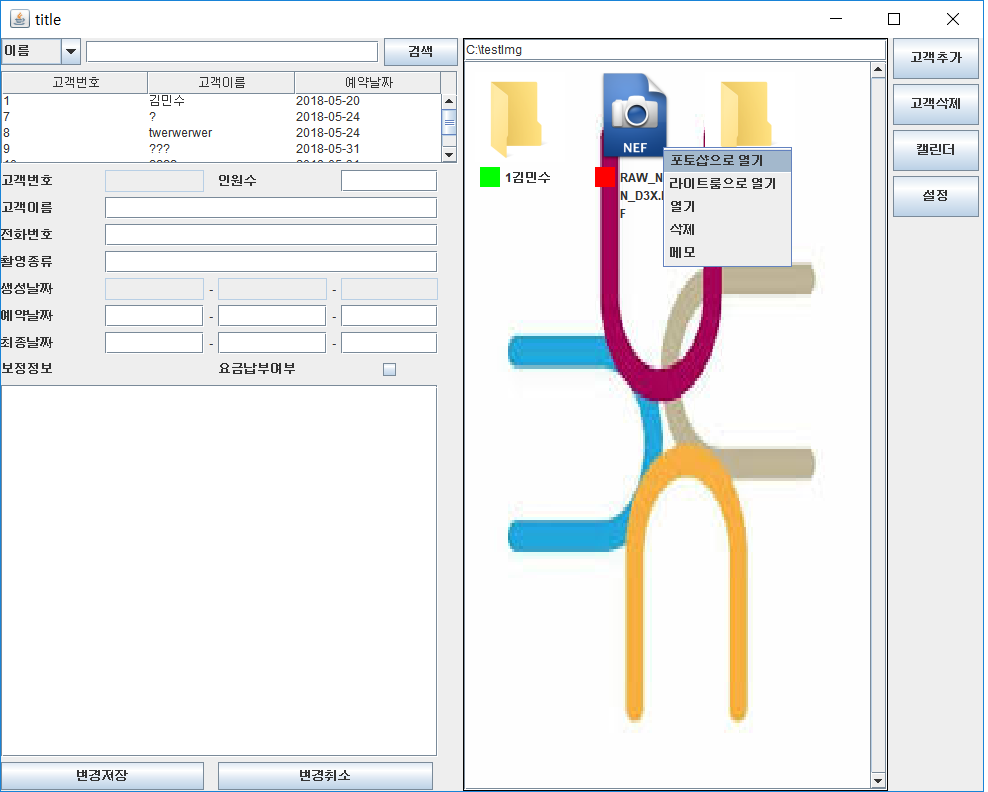 title
이름
검색
C:\testImg
고객추가
고객번호 고객이름 예약날짜
1 김민수 2018-05-20
7 ? 2018-05-24
8 twerwerwer 2018-05-24
9 ??? 2018-05-31
고객삭제
캘린더
설정
고객번호 인원수
고객이름
전화번호
촬영종류
생성날짜 - -
예약날짜 - -
최종날짜 - -
보정정보 요금납부여부
변경저장 변경취소
1김민수
NEF
RAW_N
N_D3X.
F
포토샵으로 열기
라이트룸으로 열기
열기
삭제
메모